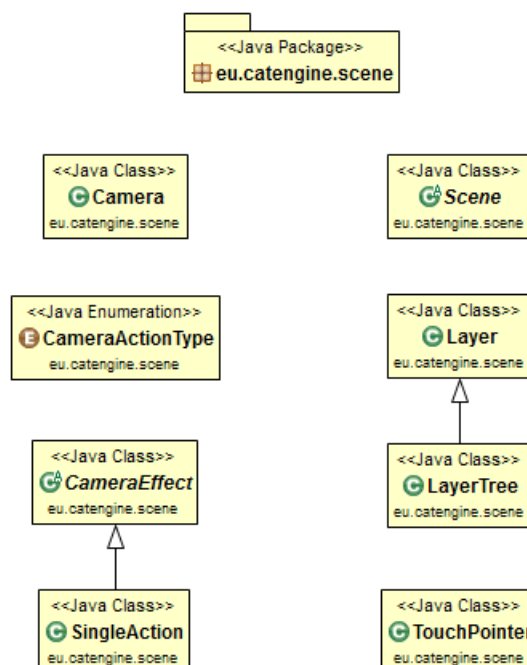 <<Java Package>>
eu.catengine.scene
<<Java Class>>
Camera
eu.catengine.scene
<<Java Class>>
Scene
eu.catengine.scene
<<Java Enumeration>>
CameraActionType
eu.catengine.scene
<<Java Class>>
Layer
eu.catengine.scene
<<Java Class>>
CameraEffect
eu.catengine.scene
<<Java Class>>
LayerTree
eu.catengine.scene
<<Java Class>>
SingleAction
eu.catengine.scene
<<Java Class>>
TouchPointer
eu.catengine.scene